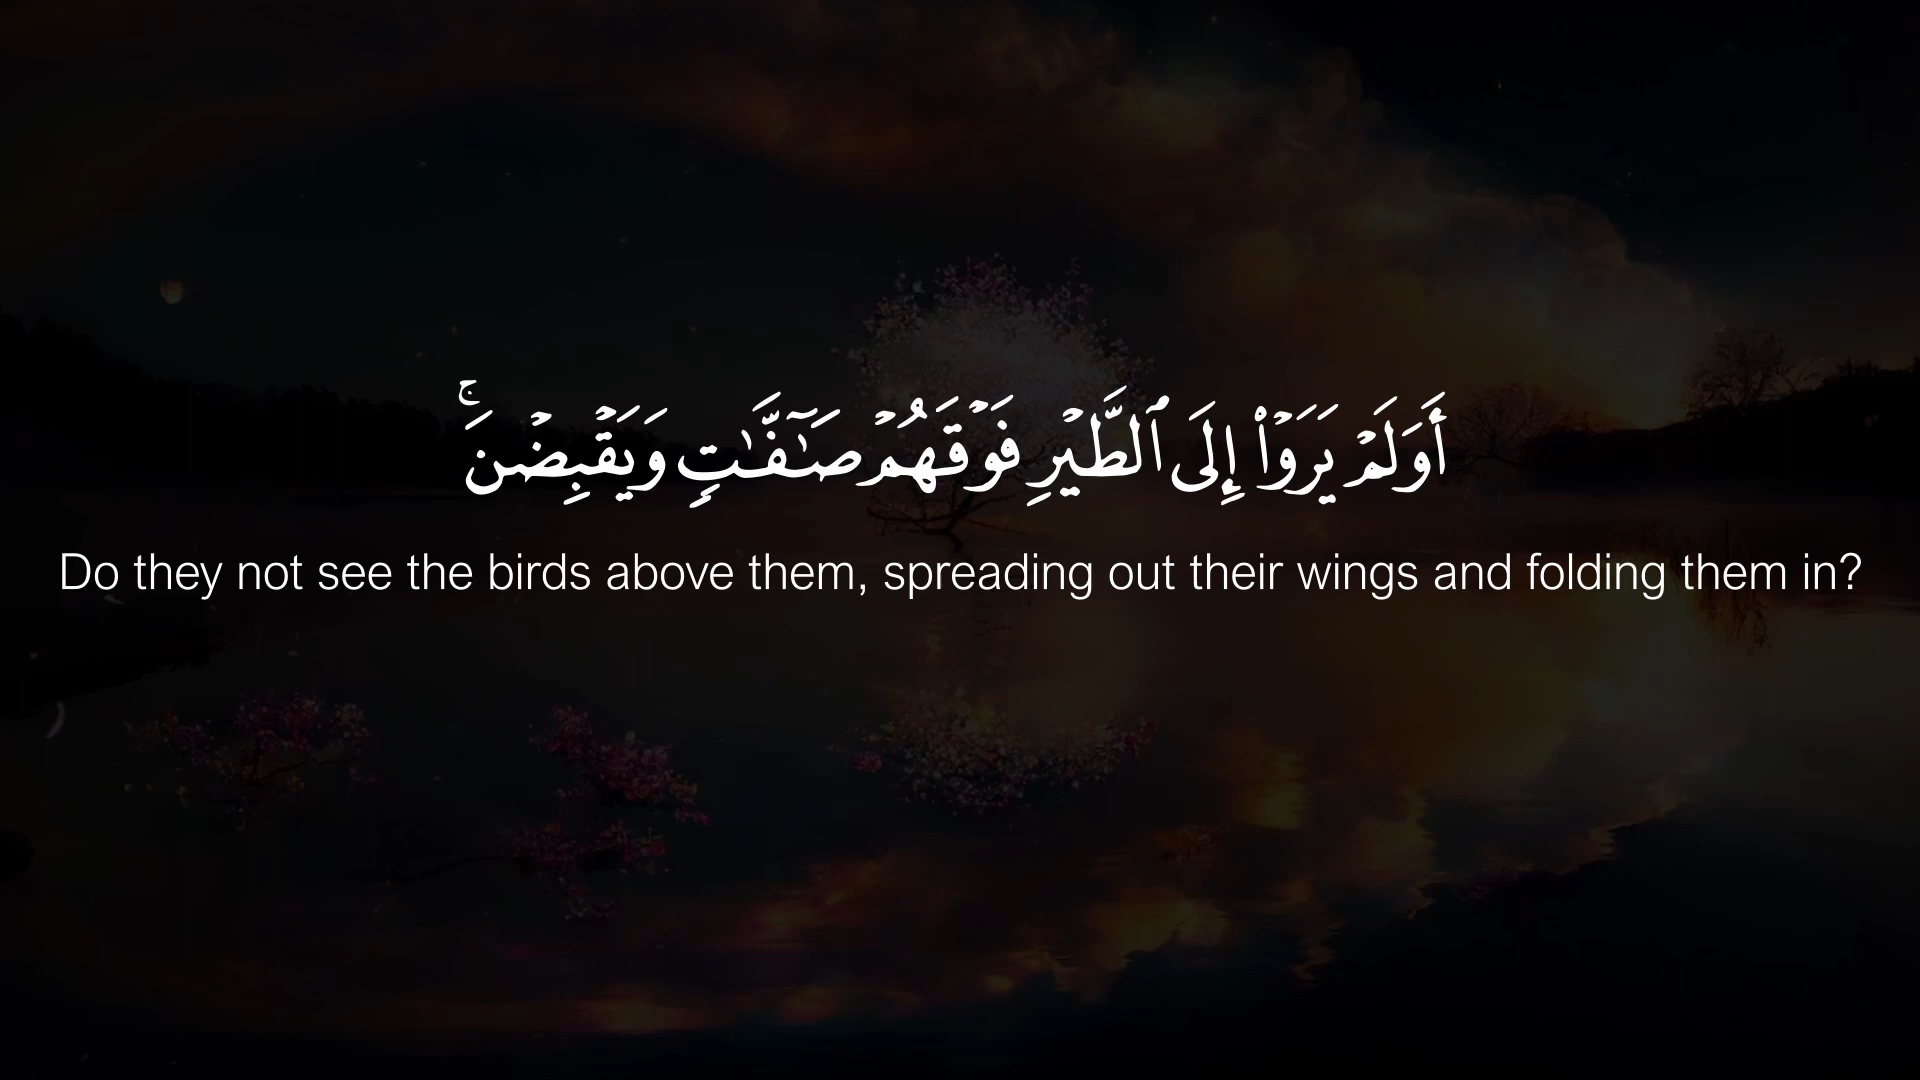 أَوَلَمْ يَرَوْا۟ إِلَى ٱلطَّيْرِ فَوْقَهُمْ صَـٰٓفَّـٰتٍ وَيَقْبِضْنَ ۚ
Do they not see the birds above them, spreading out their wings and folding them in?